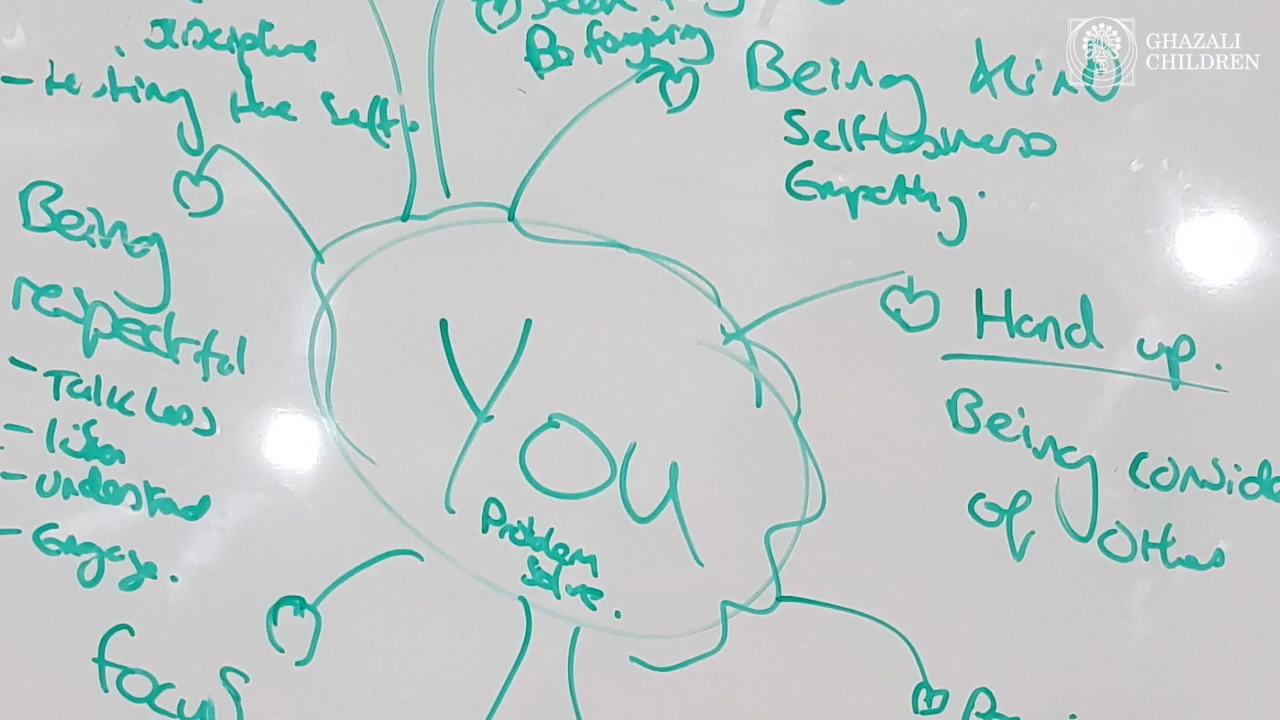 Discipline
- testing the self.
Be forgiving
Being kind
Selflessness
Empathy.
GHAZALI
CHILDREN
Being
respectful
- Talk Less
- listen
- understand
- Engage.
Hand up.
Being
of Others
YOU
Problem
Solve.
focus